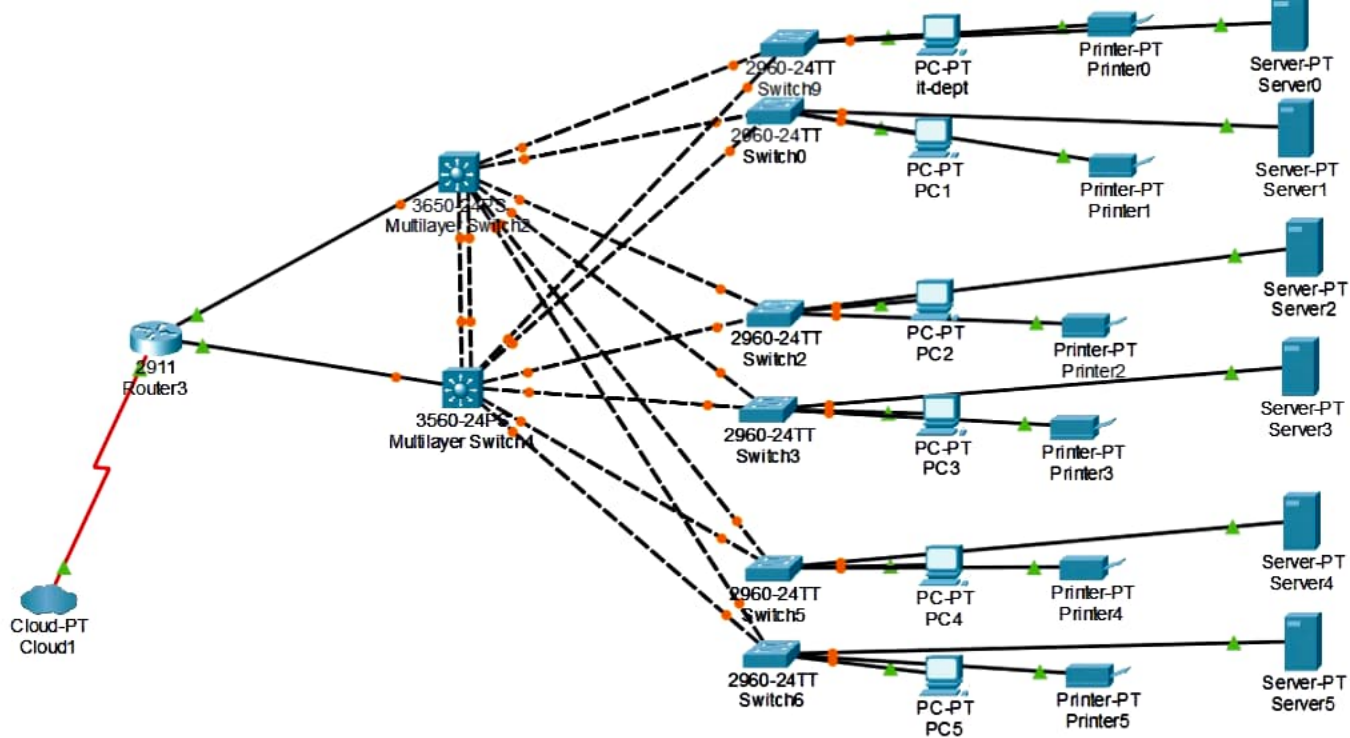 2960-24TT
Switch9
PC-PT
it-dept
Printer-PT
Printer0
Server-PT
Server0
2960-24TT
Switch0
PC-PT
PC1
Printer-PT
Printer1
Server-PT
Server1
3650-24PS
Multilayer Switch2
2960-24TT
Switch2
PC-PT
PC2
Printer-PT
Printer2
Server-PT
Server2
2911
Router3
3560-24PS
Multilayer Switch4
2960-24TT
Switch3
PC-PT
PC3
Printer-PT
Printer3
Server-PT
Server3
2960-24TT
Switch5
PC-PT
PC4
Printer-PT
Printer4
Server-PT
Server4
Cloud-PT
Cloud1
2960-24TT
Switch6
PC-PT
PC5
Printer-PT
Printer5
Server-PT
Server5